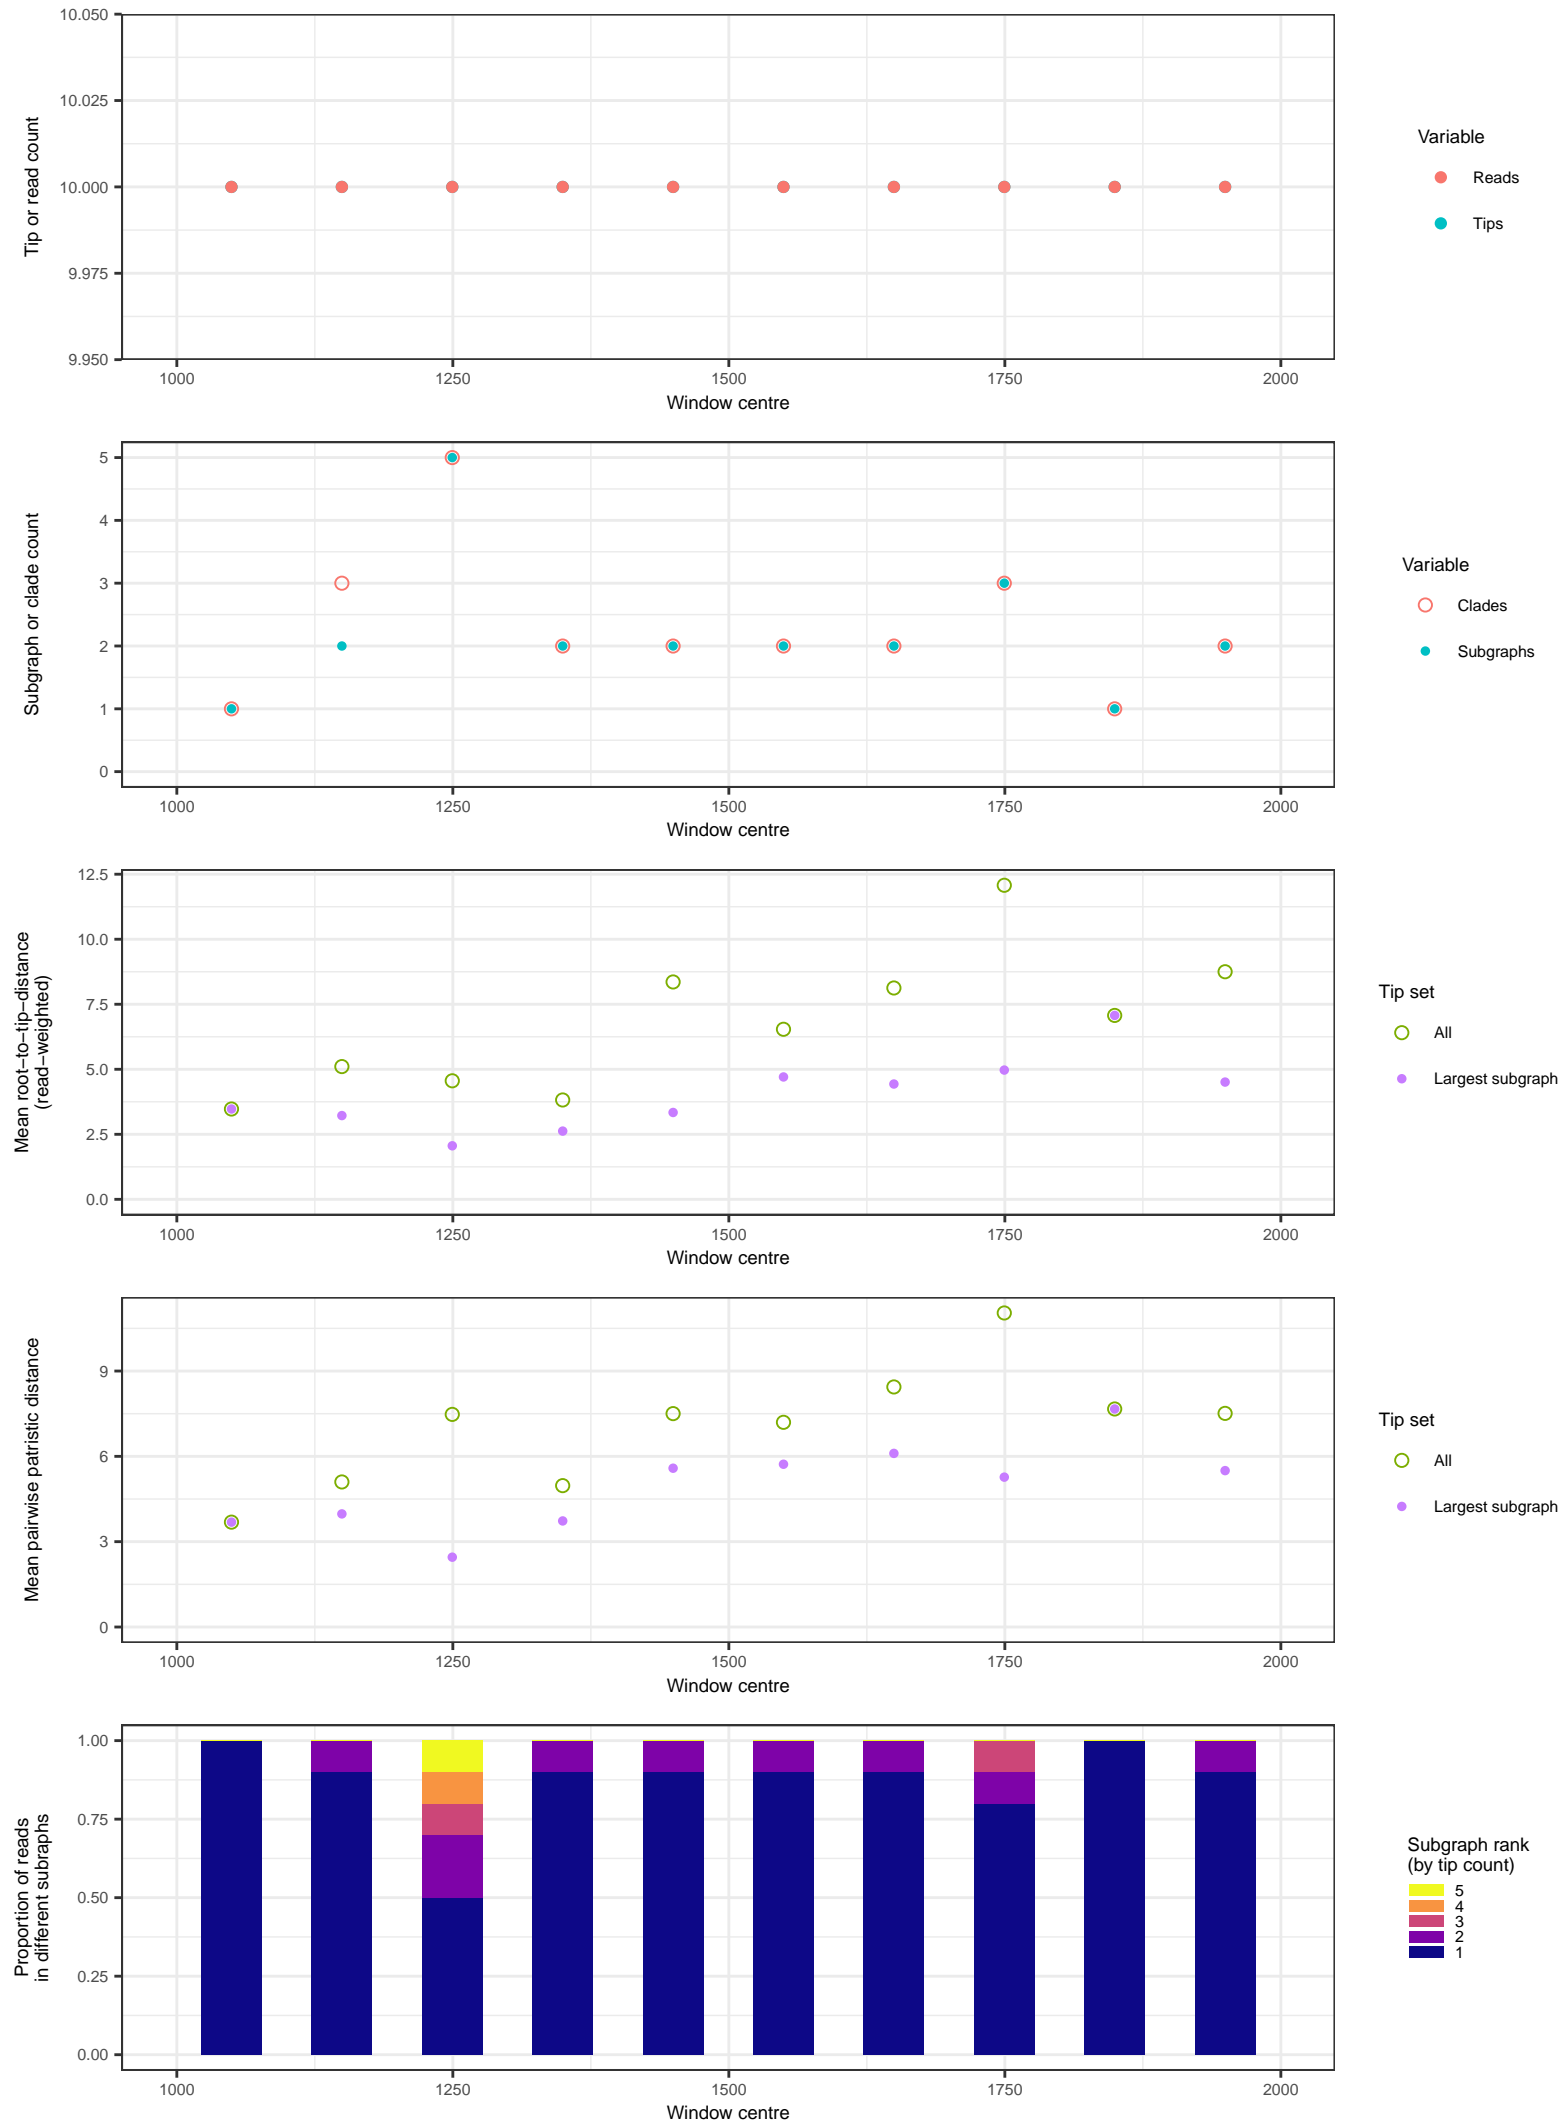 10.050
10.025
10.000
9.975
9.950
Tip or read count
1000 1250 1500 1750 2000
Window centre
Variable
Reads
Tips
5
4
3
2
1
0
Subgraph or clade count
1000 1250 1500 1750 2000
Window centre
Variable
Clades
Subgraphs
12.5
10.0
7.5
5.0
2.5
0.0
Mean root−to−tip−distance
(read−weighted)
1000 1250 1500 1750 2000
Window centre
Tip set
All
Largest subgraph
9
6
3
0
Mean pairwise patristic distance
1000 1250 1500 1750 2000
Window centre
Tip set
All
Largest subgraph
1.00
0.75
0.50
0.25
0.00
Proportion of reads
in different subraphs
1000 1250 1500 1750 2000
Window centre
Subgraph rank
(by tip count)
5
4
3
2
1